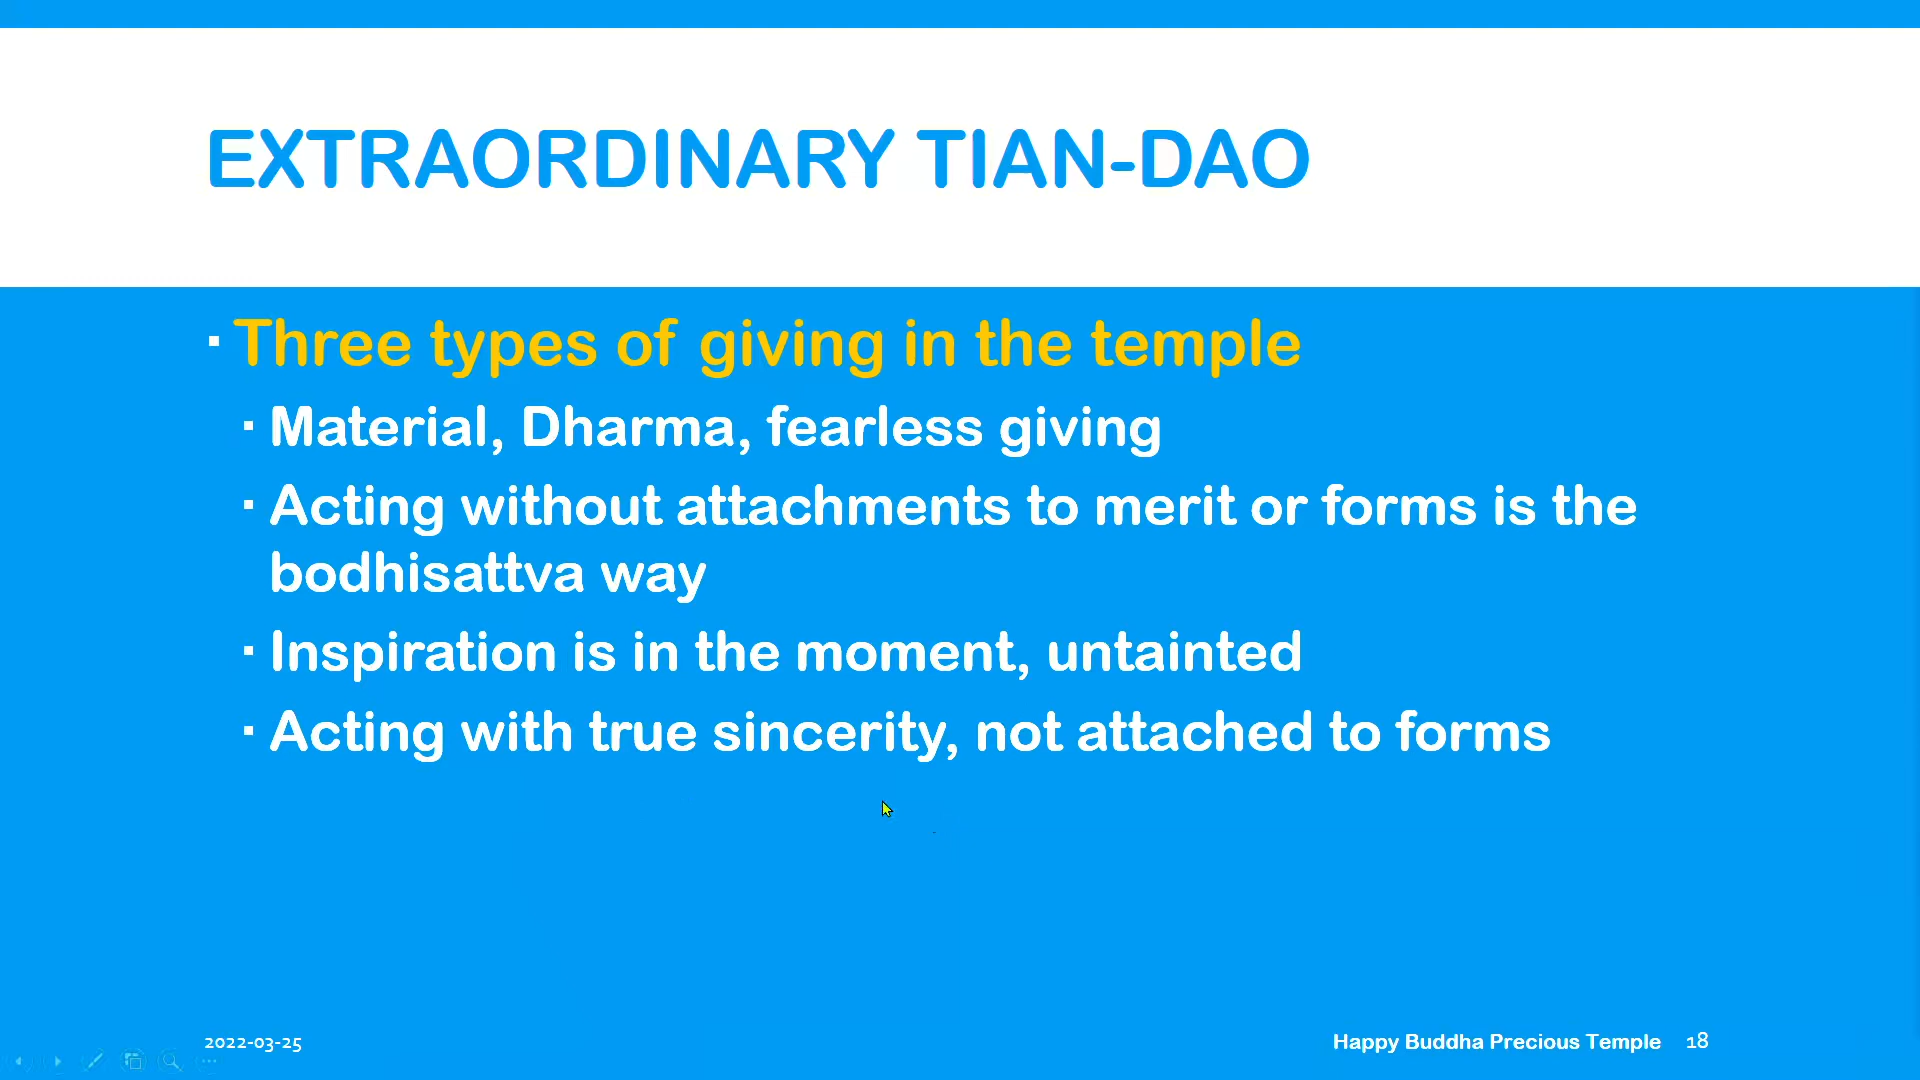 EXTRAORDINARY TIAN-DAO
▪ Three types of giving in the temple
▪ Material, Dharma, fearless giving
▪ Acting without attachments to merit or forms is the
bodhisattva way
▪ Inspiration is in the moment, untainted
▪ Acting with true sincerity, not attached to forms
2022-03-25
Happy Buddha Precious Temple 18